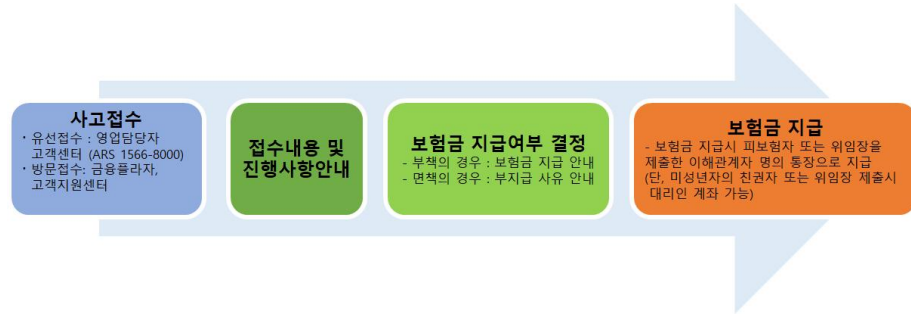 사고접수
· 유선접수 : 영업담당자
고객센터 (ARS 1566-8000)
· 방문접수: 금융플라자,
고객지원센터
접수내용 및
진행사항안내
보험금 지급여부 결정
- 부책의 경우 : 보험금 지급 안내
- 면책의 경우 : 부지급 사유 안내
보험금 지급
- 보험금 지급시 피보험자 또는 위임장을
제출한 이해관계자 명의 통장으로 지급
(단, 미성년자의 친권자 또는 위임장 제출시
대리인 계좌 가능)